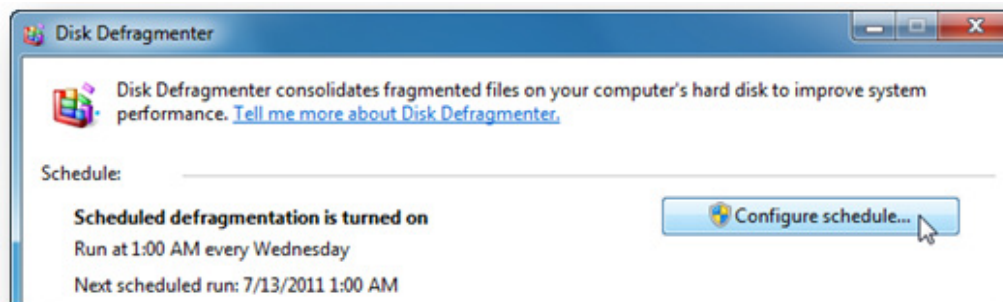 Disk Defragmenter
Disk Defragmenter consolidates fragmented files on your computer's hard disk to improve system
performance. Tell me more about Disk Defragmenter.
Schedule:
Scheduled defragmentation is turned on
Configure schedule...
Run at 1:00 AM every Wednesday
Next scheduled run: 7/13/2011 1:00 AM